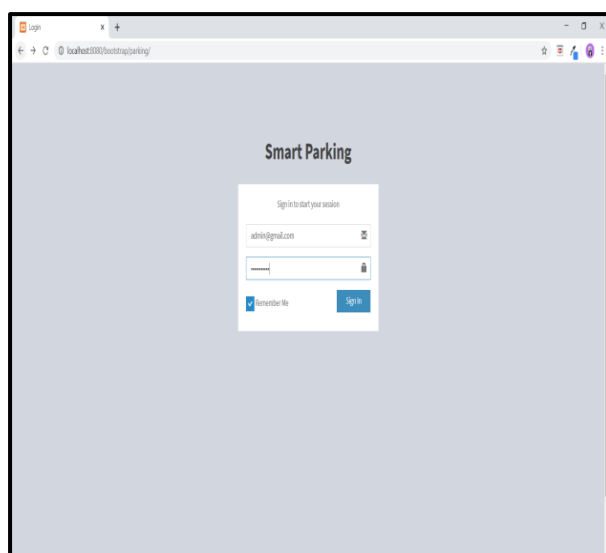 Login
localhost:8080/bootstrap/parking/
Smart Parking
Sign in to start your session
admin@gmail.com
Remember Me
Sign In